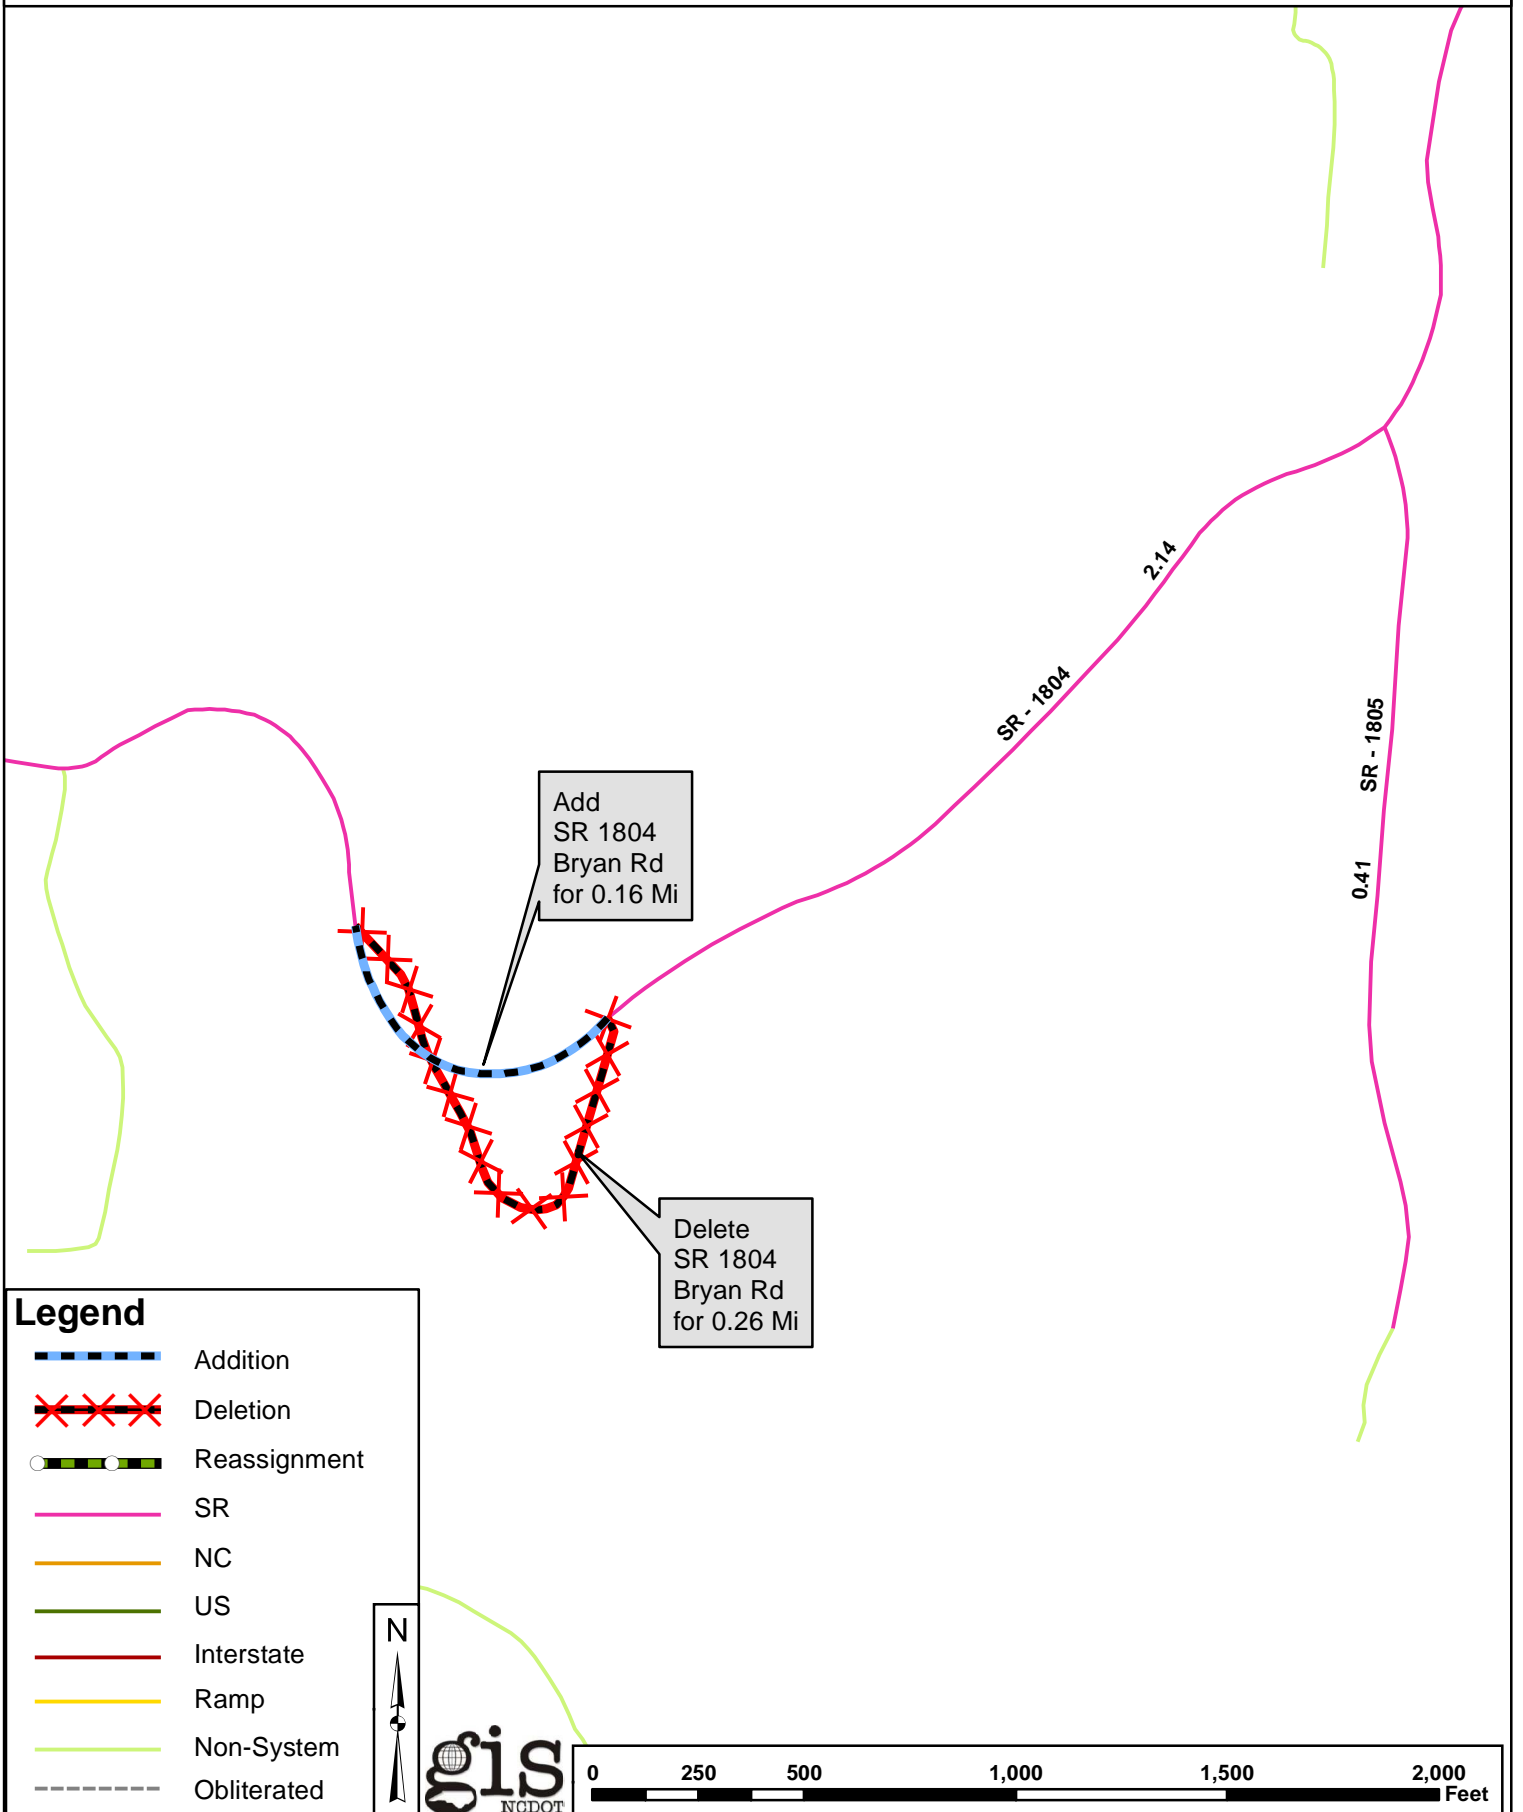 2.14
SR - 1804
SR - 1805
0.41
Add
SR 1804
Bryan Rd
for 0.16 Mi
Delete
SR 1804
Bryan Rd
for 0.26 Mi
Legend
Addition
Deletion
Reassignment
SR
NC
US
Interstate
Ramp
Non-System
Obliterated
N
gis
NCDOT
0 250 500 1,000 1,500 2,000
Feet